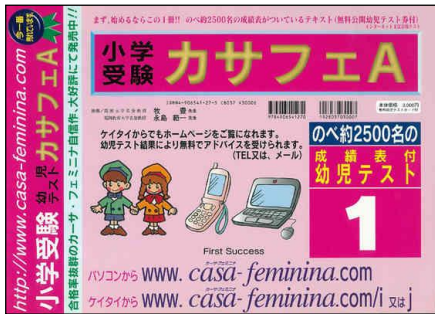 まず、始めるならこの1冊!! のべ約2500名の成績表がついているテキスト(無料公開幼児テスト券付)
小学
受験
カサフェA
ケイタイからでもホームページをご覧になれます。
幼児テスト結果により無料でアドバイスを受けられます。
(TEL又は、メール)
のべ約2500名の
成績表付
幼児テスト
1
First Success
パソコンから www.casa-feminina.com
ケイタイから www.casa-feminina.com/i 又はj
http://www.casa-feminina.com
小学受験 幼児テスト カサフェA
合格率抜群のカーサ・フェミニナ自信作 大好評にて発売中!!